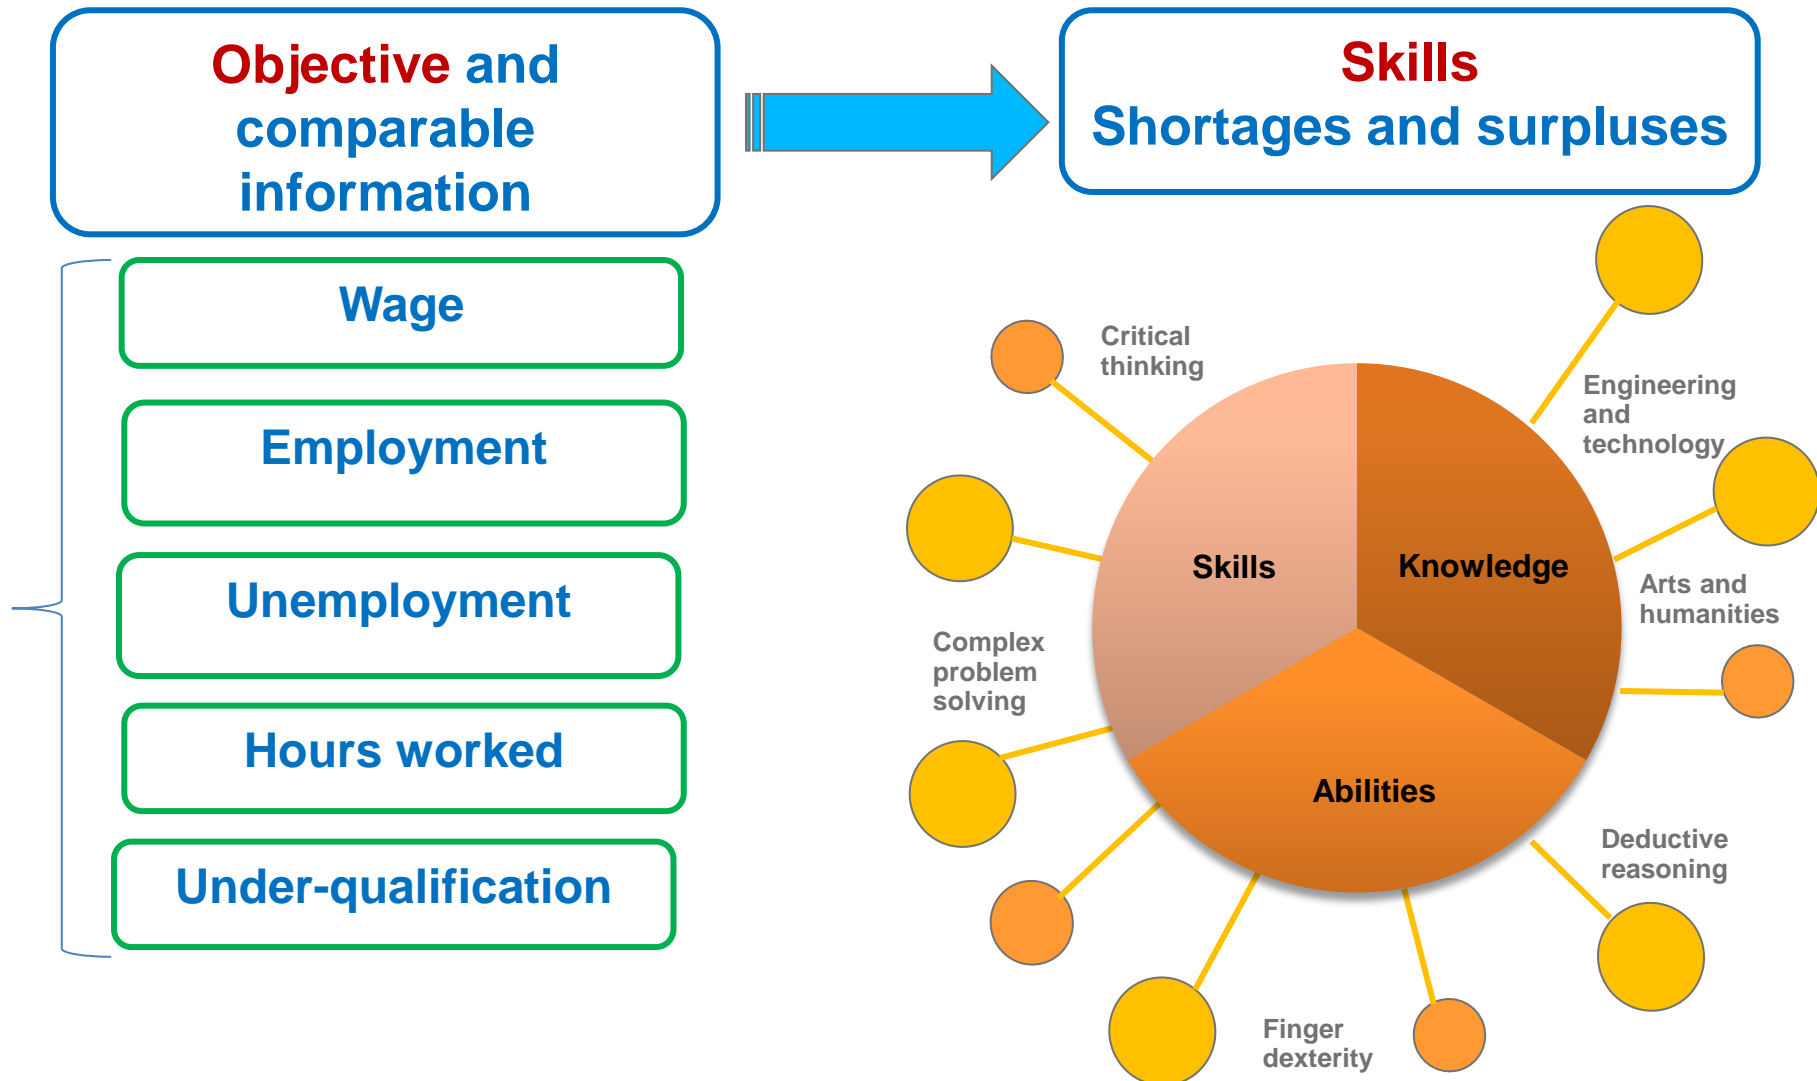 Objective and
comparable
information
Skills
Shortages and surpluses
Wage
Employment
Unemployment
Hours worked
Under-qualification
Critical
thinking
Engineering
and
technology
Skills
Knowledge
Arts and
humanities
Complex
problem
solving
Abilities
Deductive
reasoning
Finger
dexterity